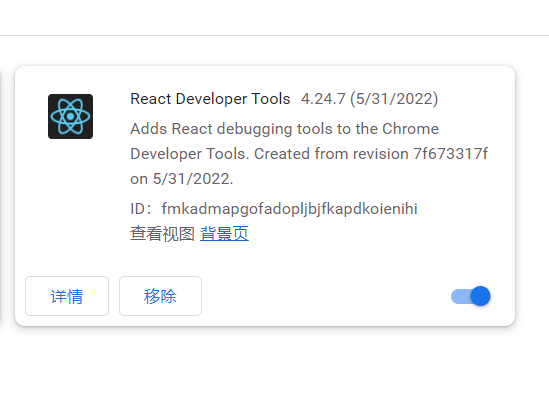 React Developer Tools 4.24.7 (5/31/2022)
Adds React debugging tools to the Chrome
Developer Tools. Created from revision 7f673317f
on 5/31/2022.
ID：fmkadmapgofadopljbjfkapdkoienihi
查看视图 背景页
详情 移除